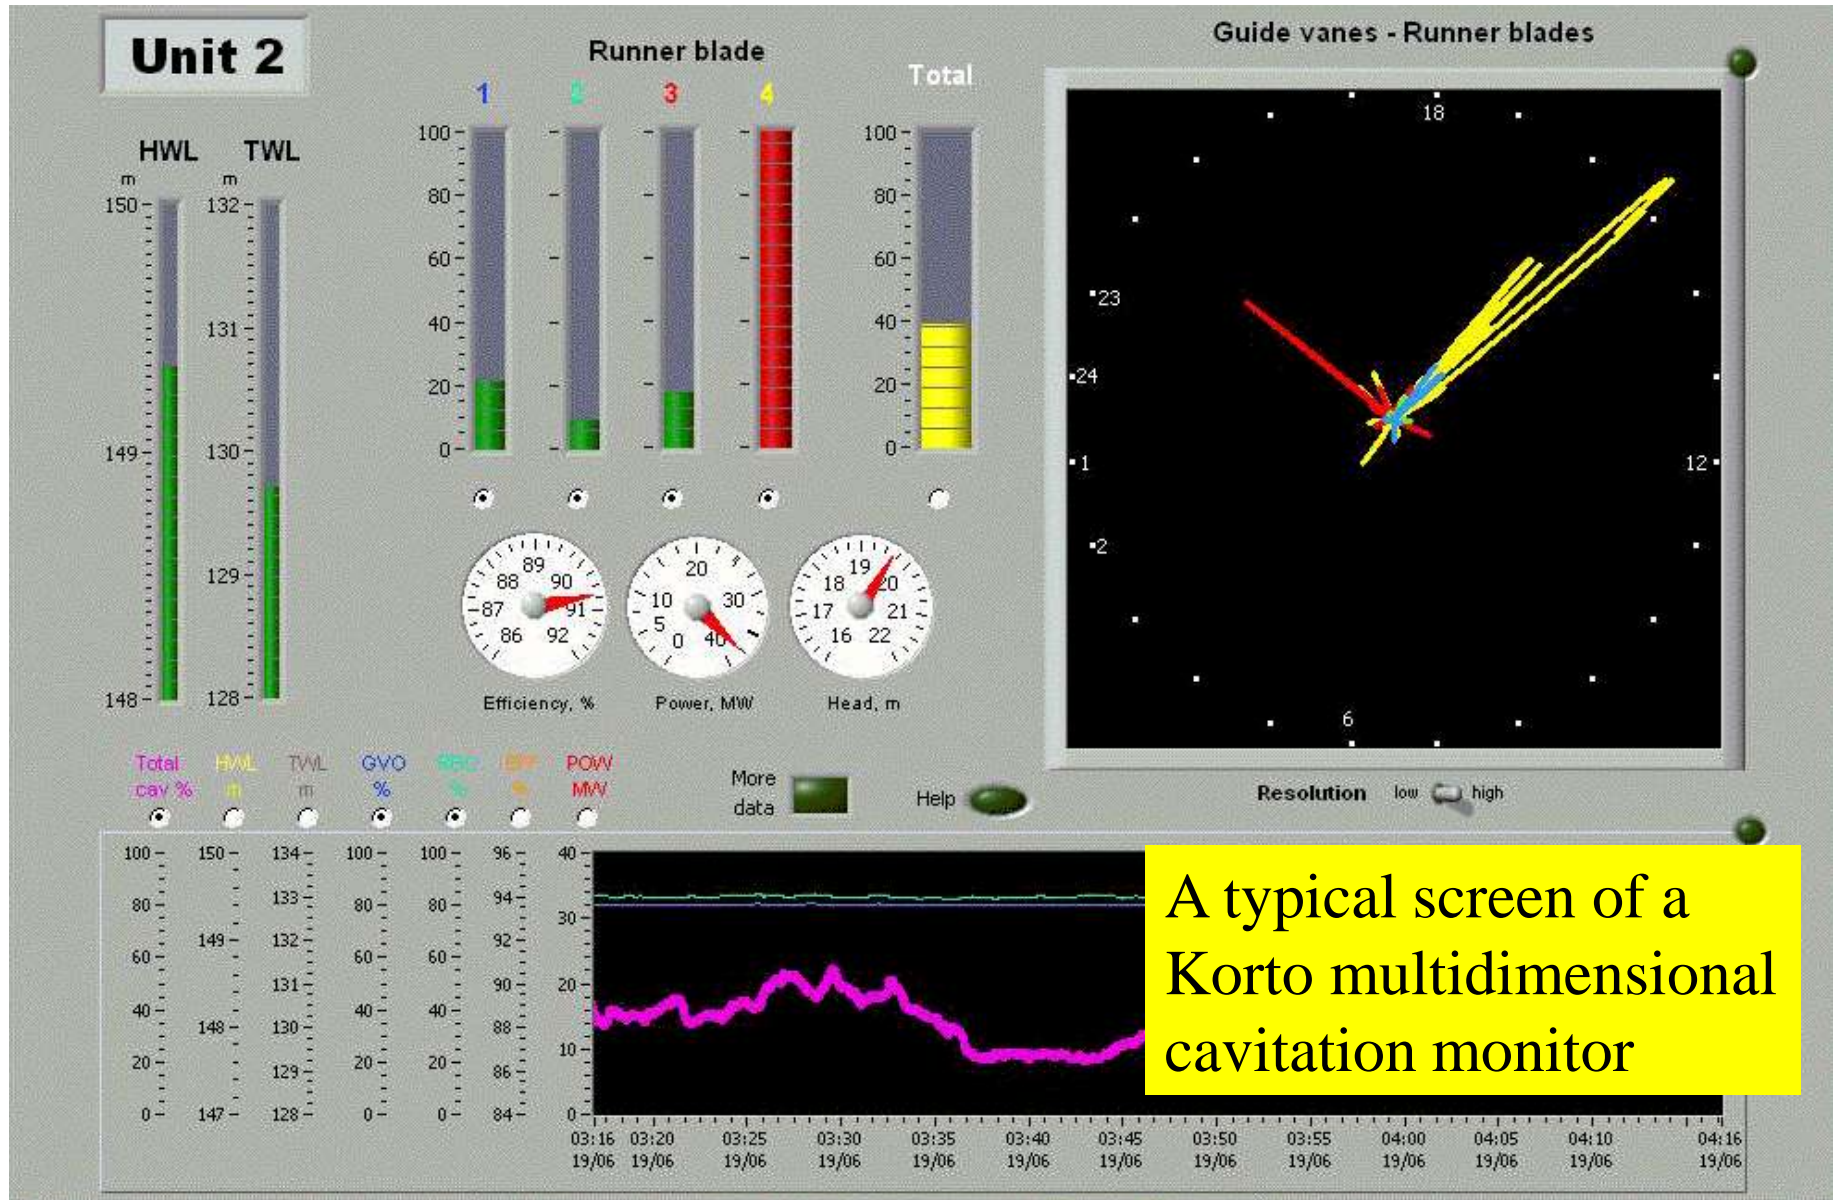 Unit 2
Runner blade
Guide vanes - Runner blades
1 2 3 4 Total
HWL TWL
m m
150 132
131
149 130
129
148 128
100 100
80 80
60 60
40 40
20 20
0 0
18
23
24
1
2
6
12
86 87 88 89 90 91 92
0 5 10 20 30 40
16 17 18 19 20 21 22
Efficiency, % Power, MW Head, m
Total HWL TWL GVO RBO EFF POW
cav % m m % % % MW
More
data
Help
Resolution low high
100 150 134 100 100 96 40
80 133 80 80 94 30
149 132 92
60 131 60 60 90 20
40 148 130 40 40 88
20 129 20 20 86 10
0 147 128 0 0 84 0
03:16 03:20 03:25 03:30 03:35 03:40 03:45 03:50 03:55 04:00 04:05 04:10 04:16
19/06 19/06 19/06 19/06 19/06 19/06 19/06 19/06 19/06 19/06 19/06 19/06 19/06
A typical screen of a
Korto multidimensional
cavitation monitor